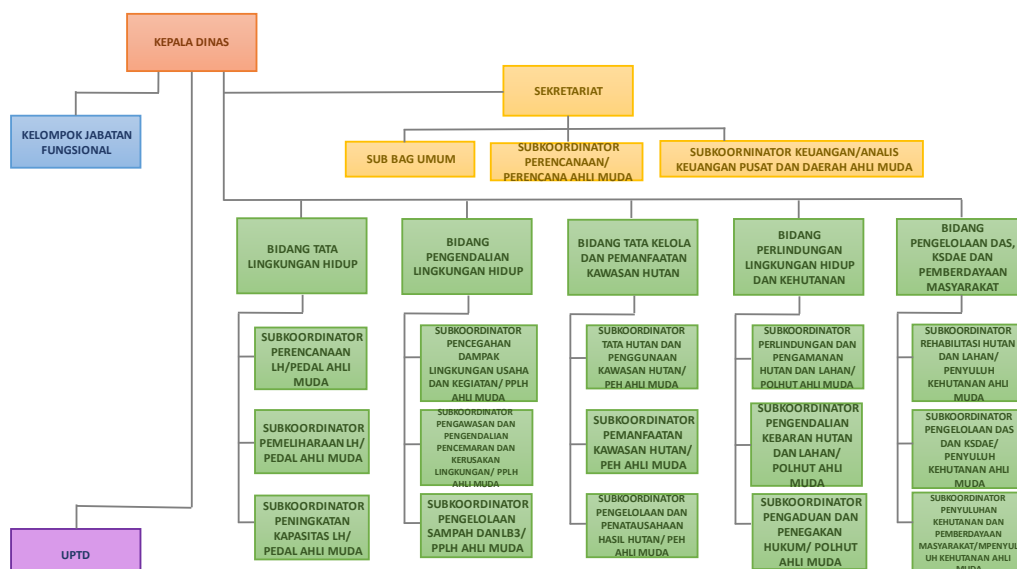 KEPALA DINAS
SEKRETARIAT
KELOMPOK JABATAN
FUNGSIONAL
SUB BAG UMUM
SUBKOORDINATOR
PERENCANAAN/
PERENCANA AHLI MUDA
SUBKOORNINATOR KEUANGAN/ANALIS
KEUANGAN PUSAT DAN DAERAH AHLI MUDA
BIDANG TATA
LINGKUNGAN HIDUP
BIDANG
PENGENDALIAN
LINGKUNGAN HIDUP
BIDANG TATA KELOLA
DAN PEMANFAATAN
KAWASAN HUTAN
BIDANG
PERLINDUNGAN
LINGKUNGAN HIDUP
DAN KEHUTANAN
BIDANG
PENGELOLAAN DAS,
KSDAE DAN
PEMBERDAYAAN
MASYARAKAT
SUBKOORDINATOR
PERENCANAAN
LH/PEDAL AHLI
MUDA
SUBKOORDINATOR
PENCEGAHAN
DAMPAK
LINGKUNGAN USAHA
DAN KEGIATAN/ PPLH
AHLI MUDA
SUBKOORDINATOR
TATA HUTAN DAN
PENGGUNAAN
KAWASAN HUTAN/
PEH AHLI MUDA
SUBKOORDINATOR
PERLINDUNGAN DAN
PENGAMANAN
HUTAN DAN LAHAN/
POLHUT AHLI MUDA
SUBKOORDINATOR
REHABILITASI HUTAN
DAN LAHAN/
PENYULUH
KEHUTANAN AHLI
MUDA
SUBKOORDINATOR
PEMELIHARAAN LH/
PEDAL AHLI MUDA
SUBKOORDINATOR
PENGAWASAN DAN
PENGENDALIAN
PENCEMARAN DAN
KERUSAKAN
LINGKUNGAN/ PPLH
AHLI MUDA
SUBKOORDINATOR
PEMANFAATAN
KAWASAN HUTAN/
PEH AHLI MUDA
SUBKOORDINATOR
PENGENDALIAN
KEBARAN HUTAN
DAN LAHAN/
POLHUT AHLI
MUDA
SUBKOORDINATOR
PENGELOLAAN DAS
DAN KSDAE/
PENYULUH
KEHUTANAN AHLI
MUDA
SUBKOORDINATOR
PENINGKATAN
KAPASITAS LH/
PEDAL AHLI MUDA
SUBKOORDINATOR
PENGELOLAAN
SAMPAH DANLB3/
PPLH AHLI MUDA
SUBKOORDINATOR
PENGELOLAAN DAN
PENATAUSAHAAN
HASIL HUTAN/ PEH
AHLI MUDA
SUBKOORDINATOR
PENGADUAN DAN
PENEGAKAN
HUKUM/ POLHUT
AHLI MUDA
SUBKOORDINATOR
PENYULUHAN
KEHUTANAN DAN
PEMBERDAYAAN
MASYARAKAT/MPENYUL
UH KEHUTANAN AHLI
MUDA
UPTD